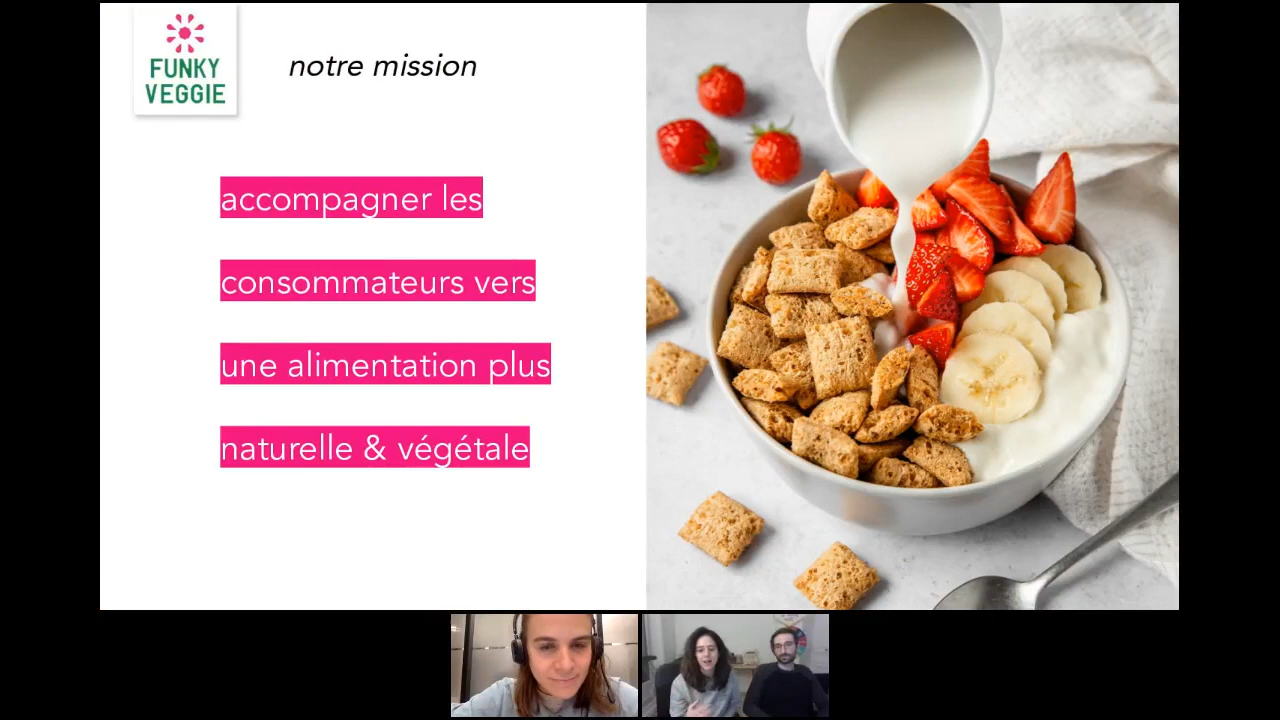 FUNKY
VEGGIE
notre mission
accompagner les
consommateurs vers
une alimentation plus
naturelle & végétale